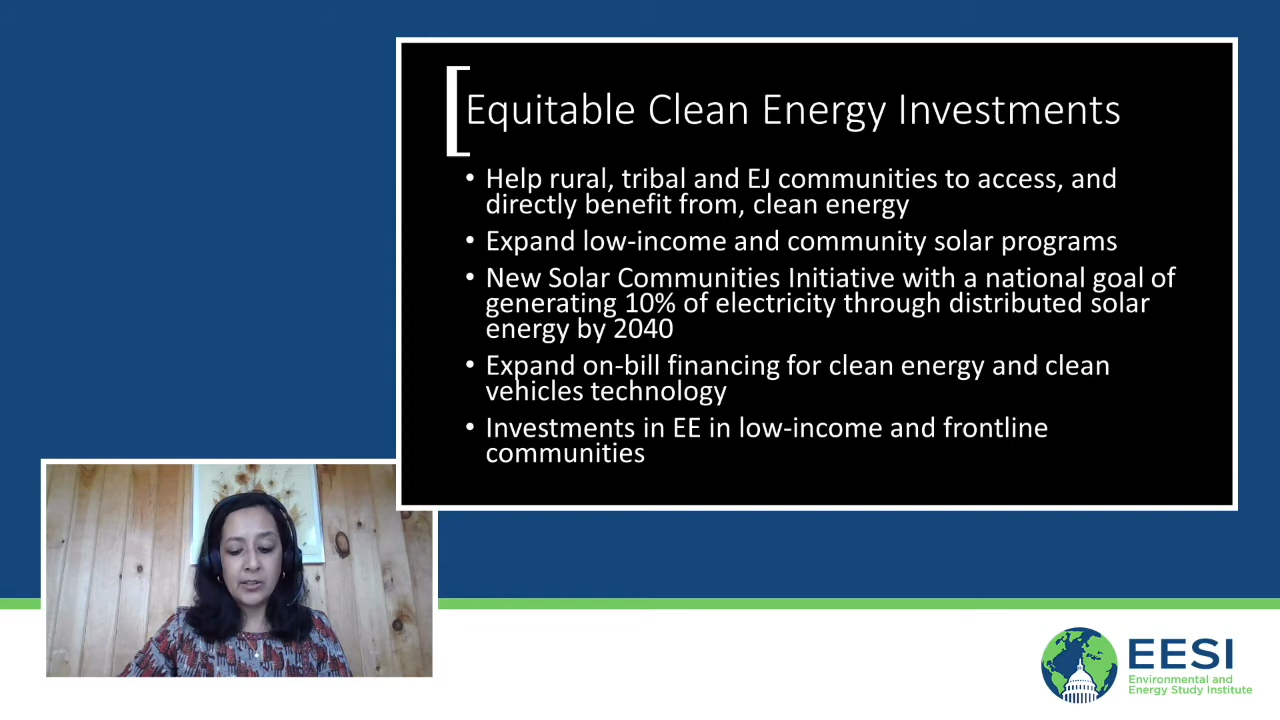 Equitable Clean Energy Investments
• Help rural, tribal and EJ communities to access, and
directly benefit from, clean energy
• Expand low-income and community solar programs
• New Solar Communities Initiative with a national goal of
generating 10% of electricity through distributed solar
energy by 2040
• Expand on-bill financing for clean energy and clean
vehicles technology
• Investments in EE in low-income and frontline
communities
EESI
Environmental and
Energy Study Institute